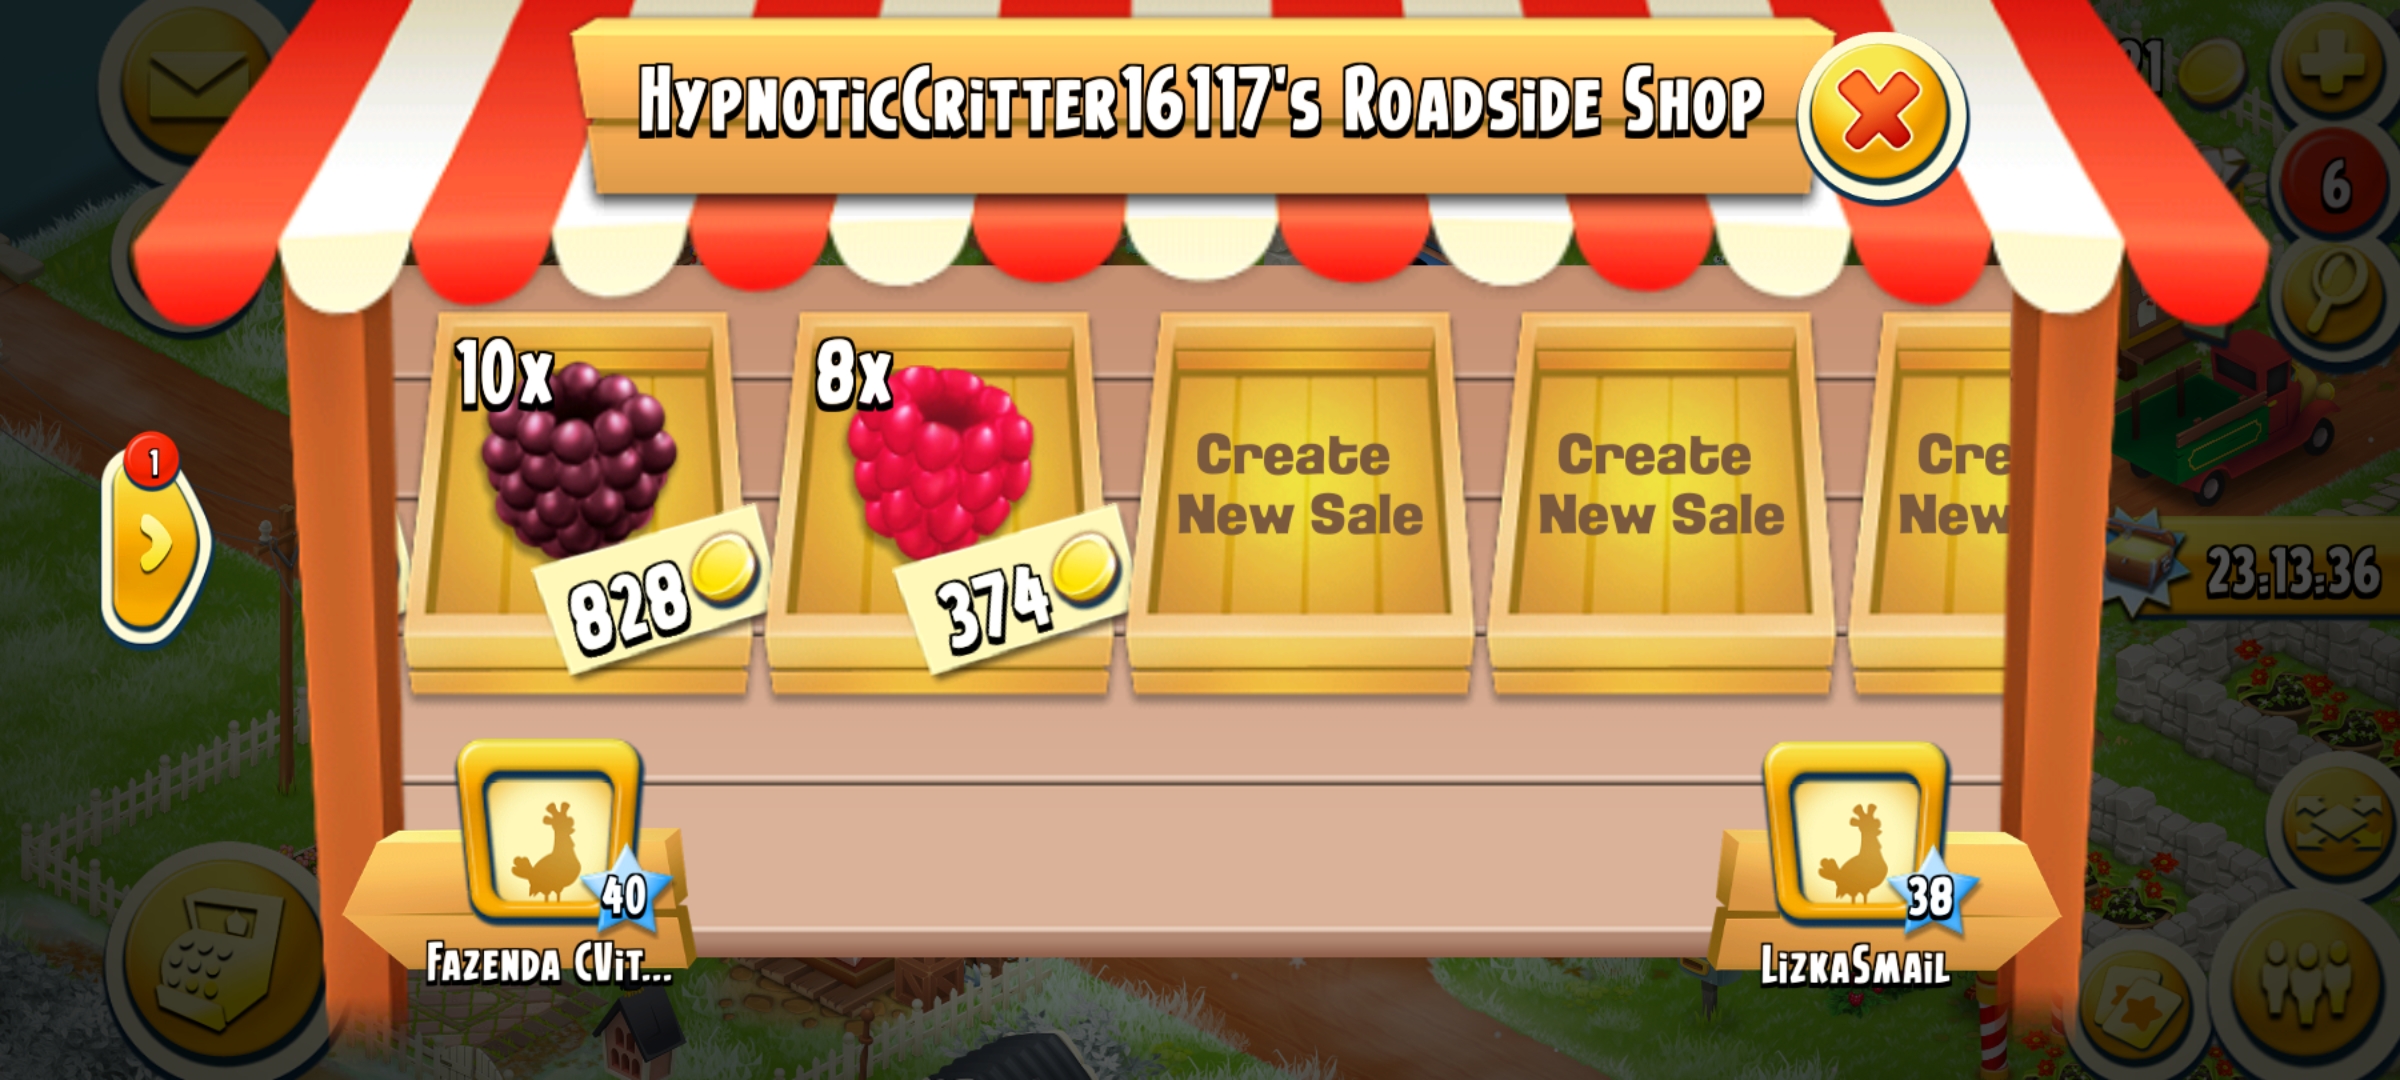 HypnoticCritter16117's Roadside Shop
6
10x
8x
Create
New Sale
Create
New Sale
Cre
New
1
828
374
23:13:36
40
38
Fazenda CVit...
LizkaSmail